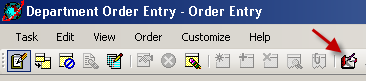 Department Order Entry - Order Entry
Task Edit View Order Customize Help